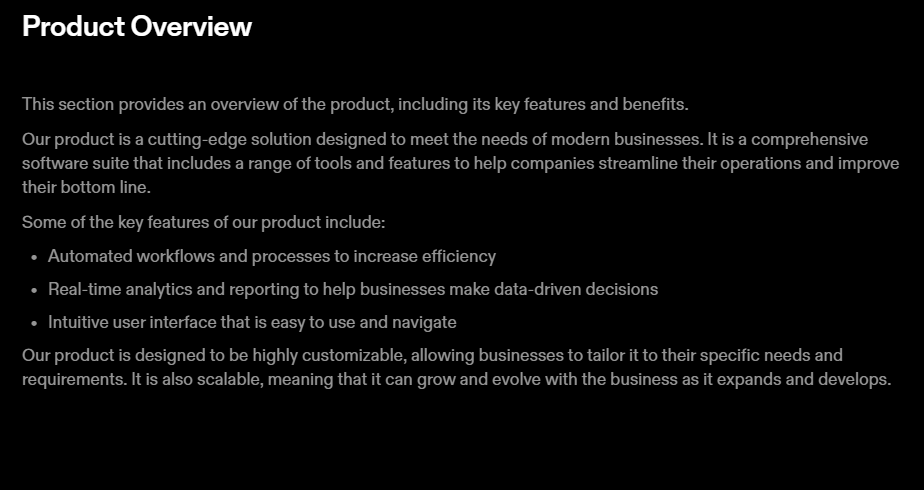 Product Overview
This section provides an overview of the product, including its key features and benefits.
Our product is a cutting-edge solution designed to meet the needs of modern businesses. It is a comprehensive
software suite that includes a range of tools and features to help companies streamline their operations and improve
their bottom line.
Some of the key features of our product include:
• Automated workflows and processes to increase efficiency
• Real-time analytics and reporting to help businesses make data-driven decisions
• Intuitive user interface that is easy to use and navigate
Our product is designed to be highly customizable, allowing businesses to tailor it to their specific needs and
requirements. It is also scalable, meaning that it can grow and evolve with the business as it expands and develops.